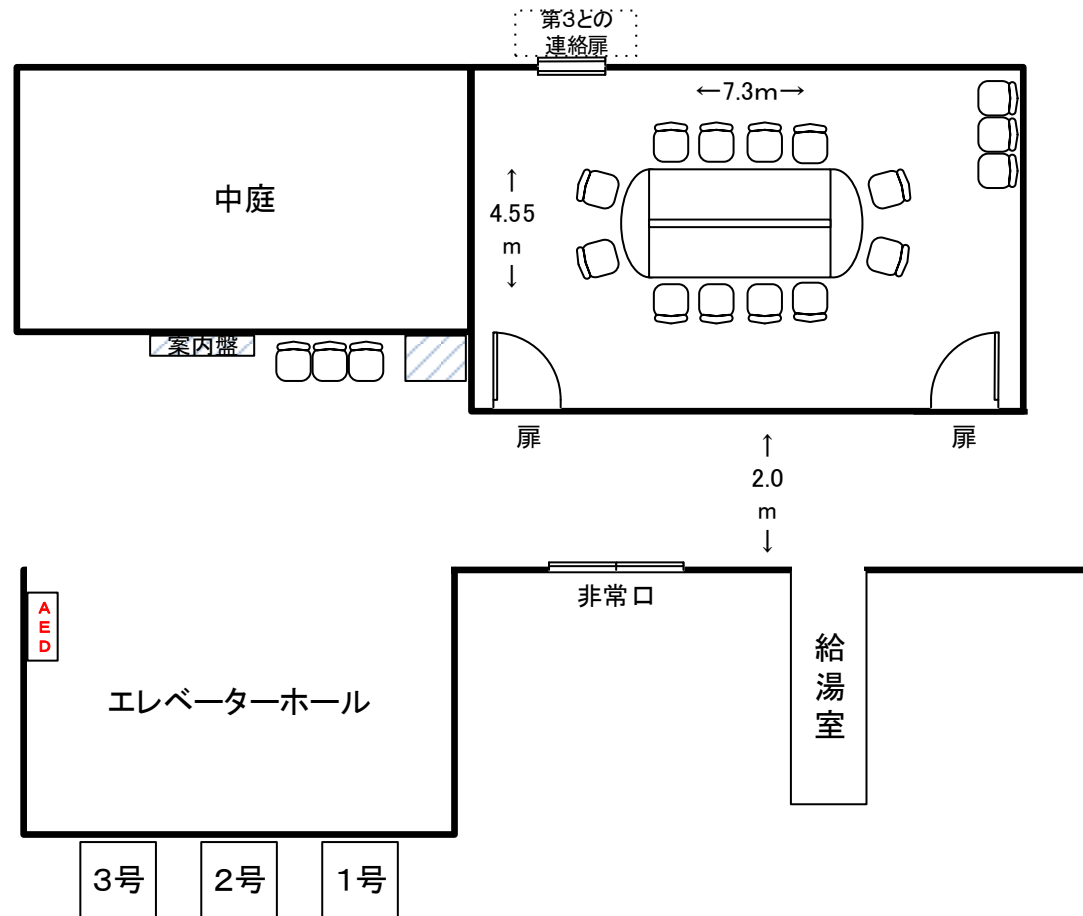 第3との
連絡扉
←7.3m→
中庭
↑
4.55
m
↓
案内盤
扉
扉
↑
2.0
m
↓
非常口
AED
給湯室
エレベーターホール
3号
2号
1号